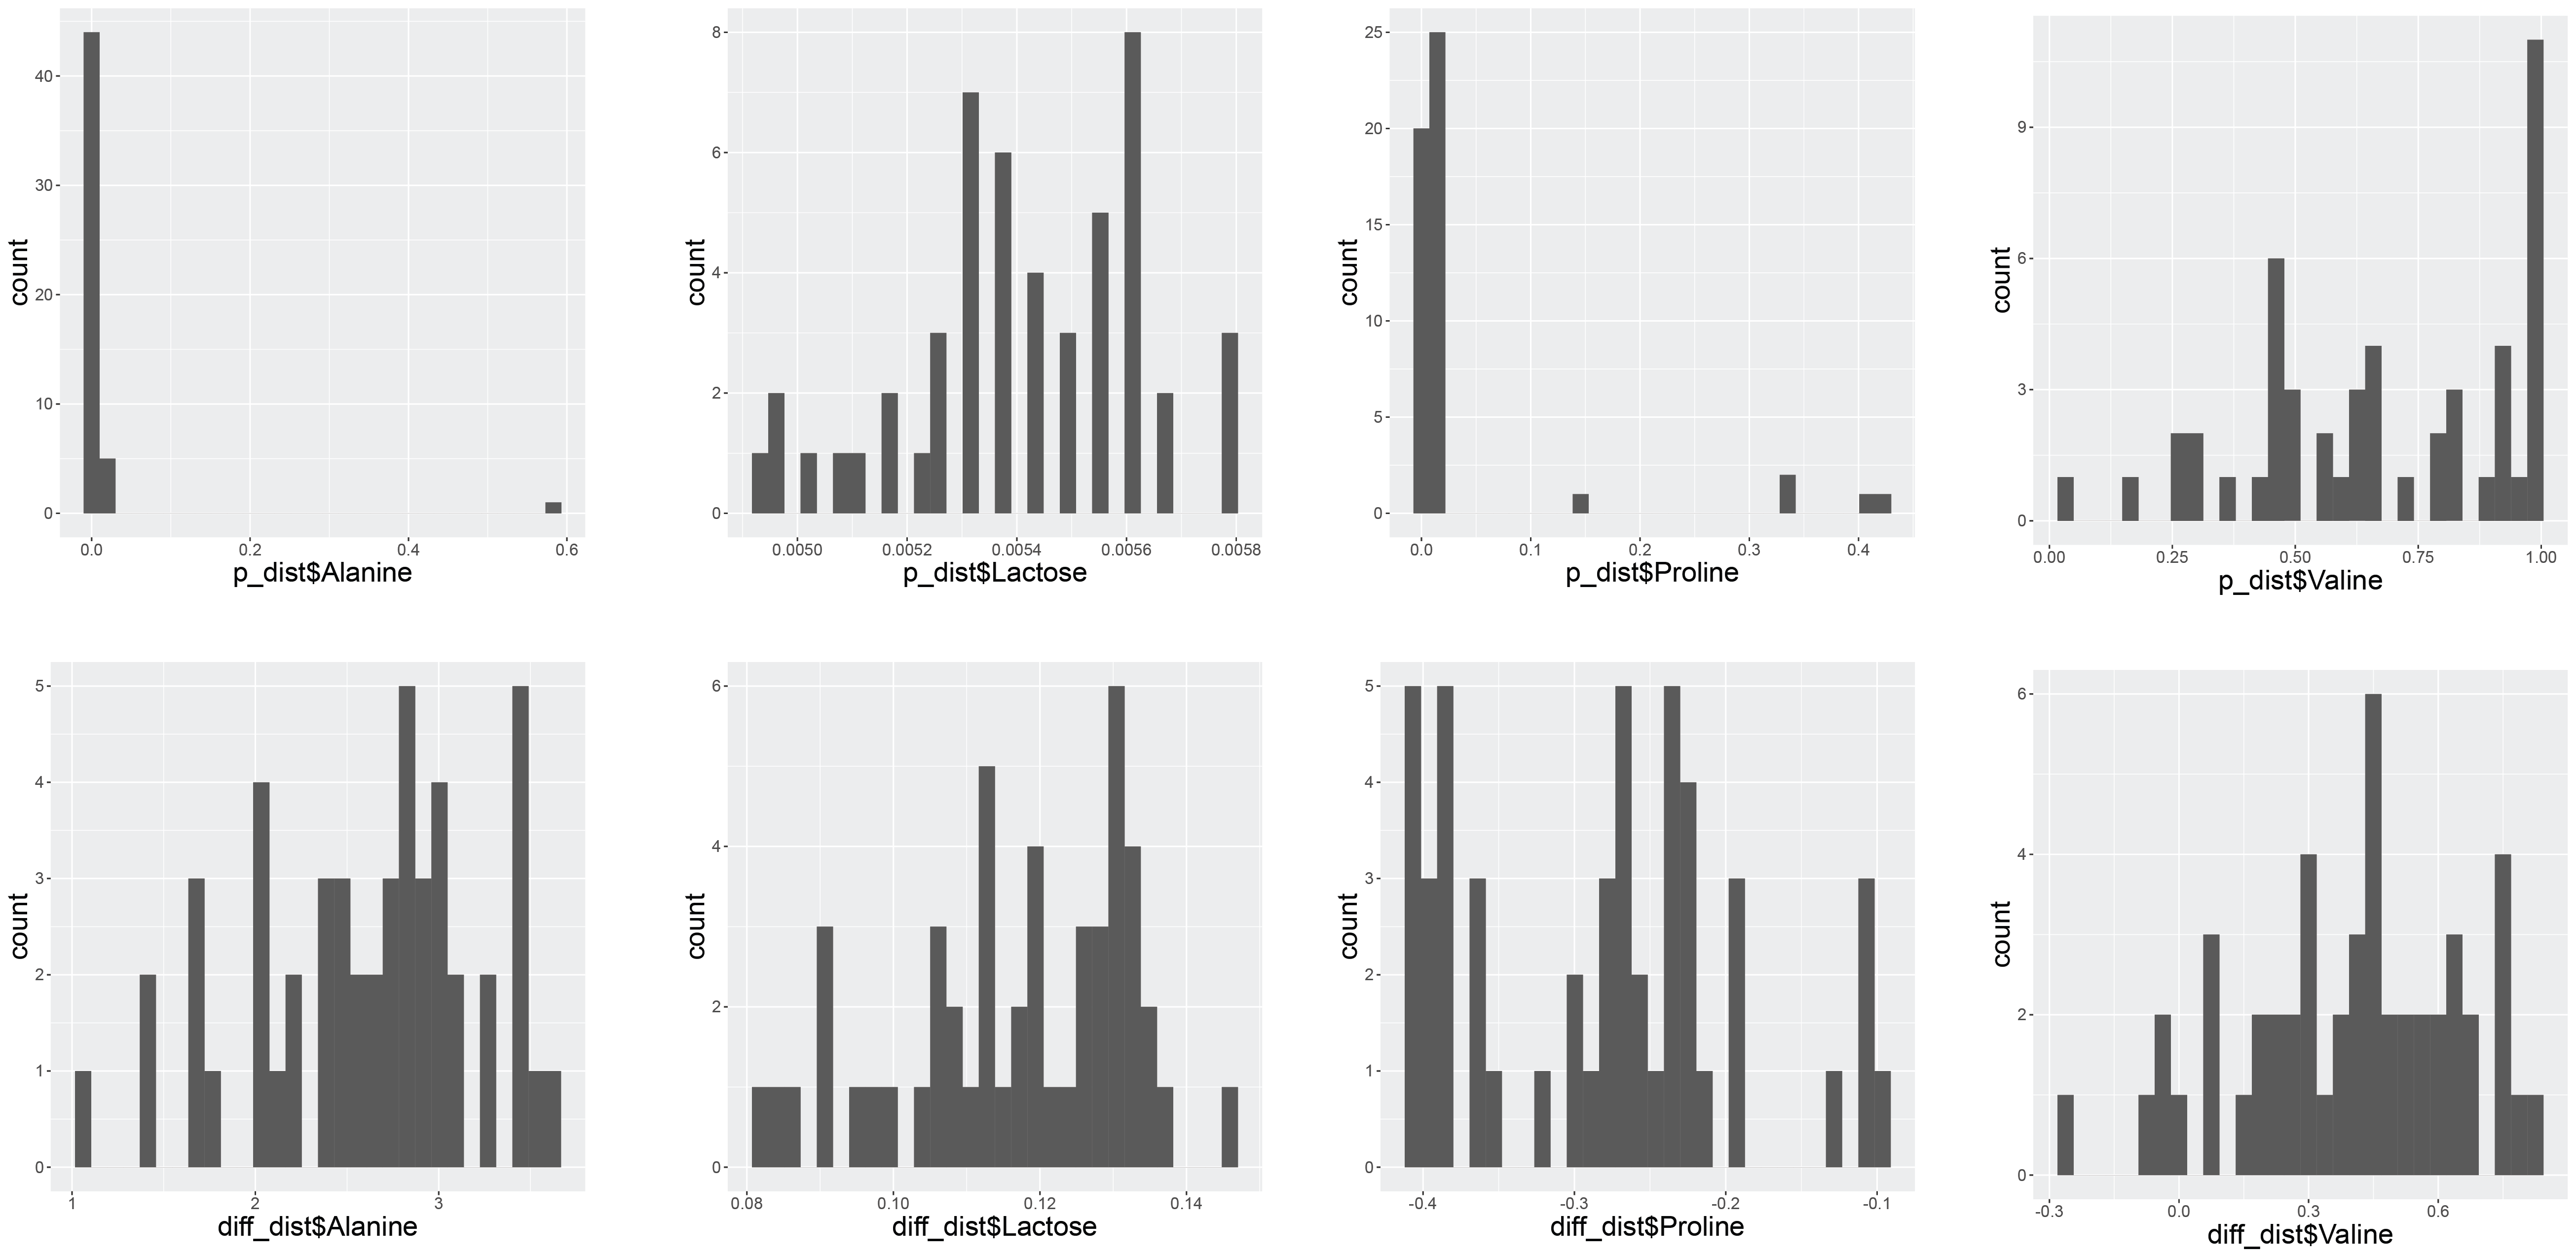 40
30
20
10
0
count
0.0 0.2 0.4 0.6
p_dist$Alanine
8
6
4
2
0
count
0.0050 0.0052 0.0054 0.0056 0.0058
p_dist$Lactose
25
20
15
10
5
0
count
0.0 0.1 0.2 0.3 0.4
p_dist$Proline
9
6
3
0
count
0.00 0.25 0.50 0.75 1.00
p_dist$Valine
5
4
3
2
1
0
count
1 2 3
diff_dist$Alanine
6
4
2
0
count
0.08 0.10 0.12 0.14
diff_dist$Lactose
5
4
3
2
1
0
count
-0.4 -0.3 -0.2 -0.1
diff_dist$Proline
6
4
2
0
count
-0.3 0.0 0.3 0.6
diff_dist$Valine